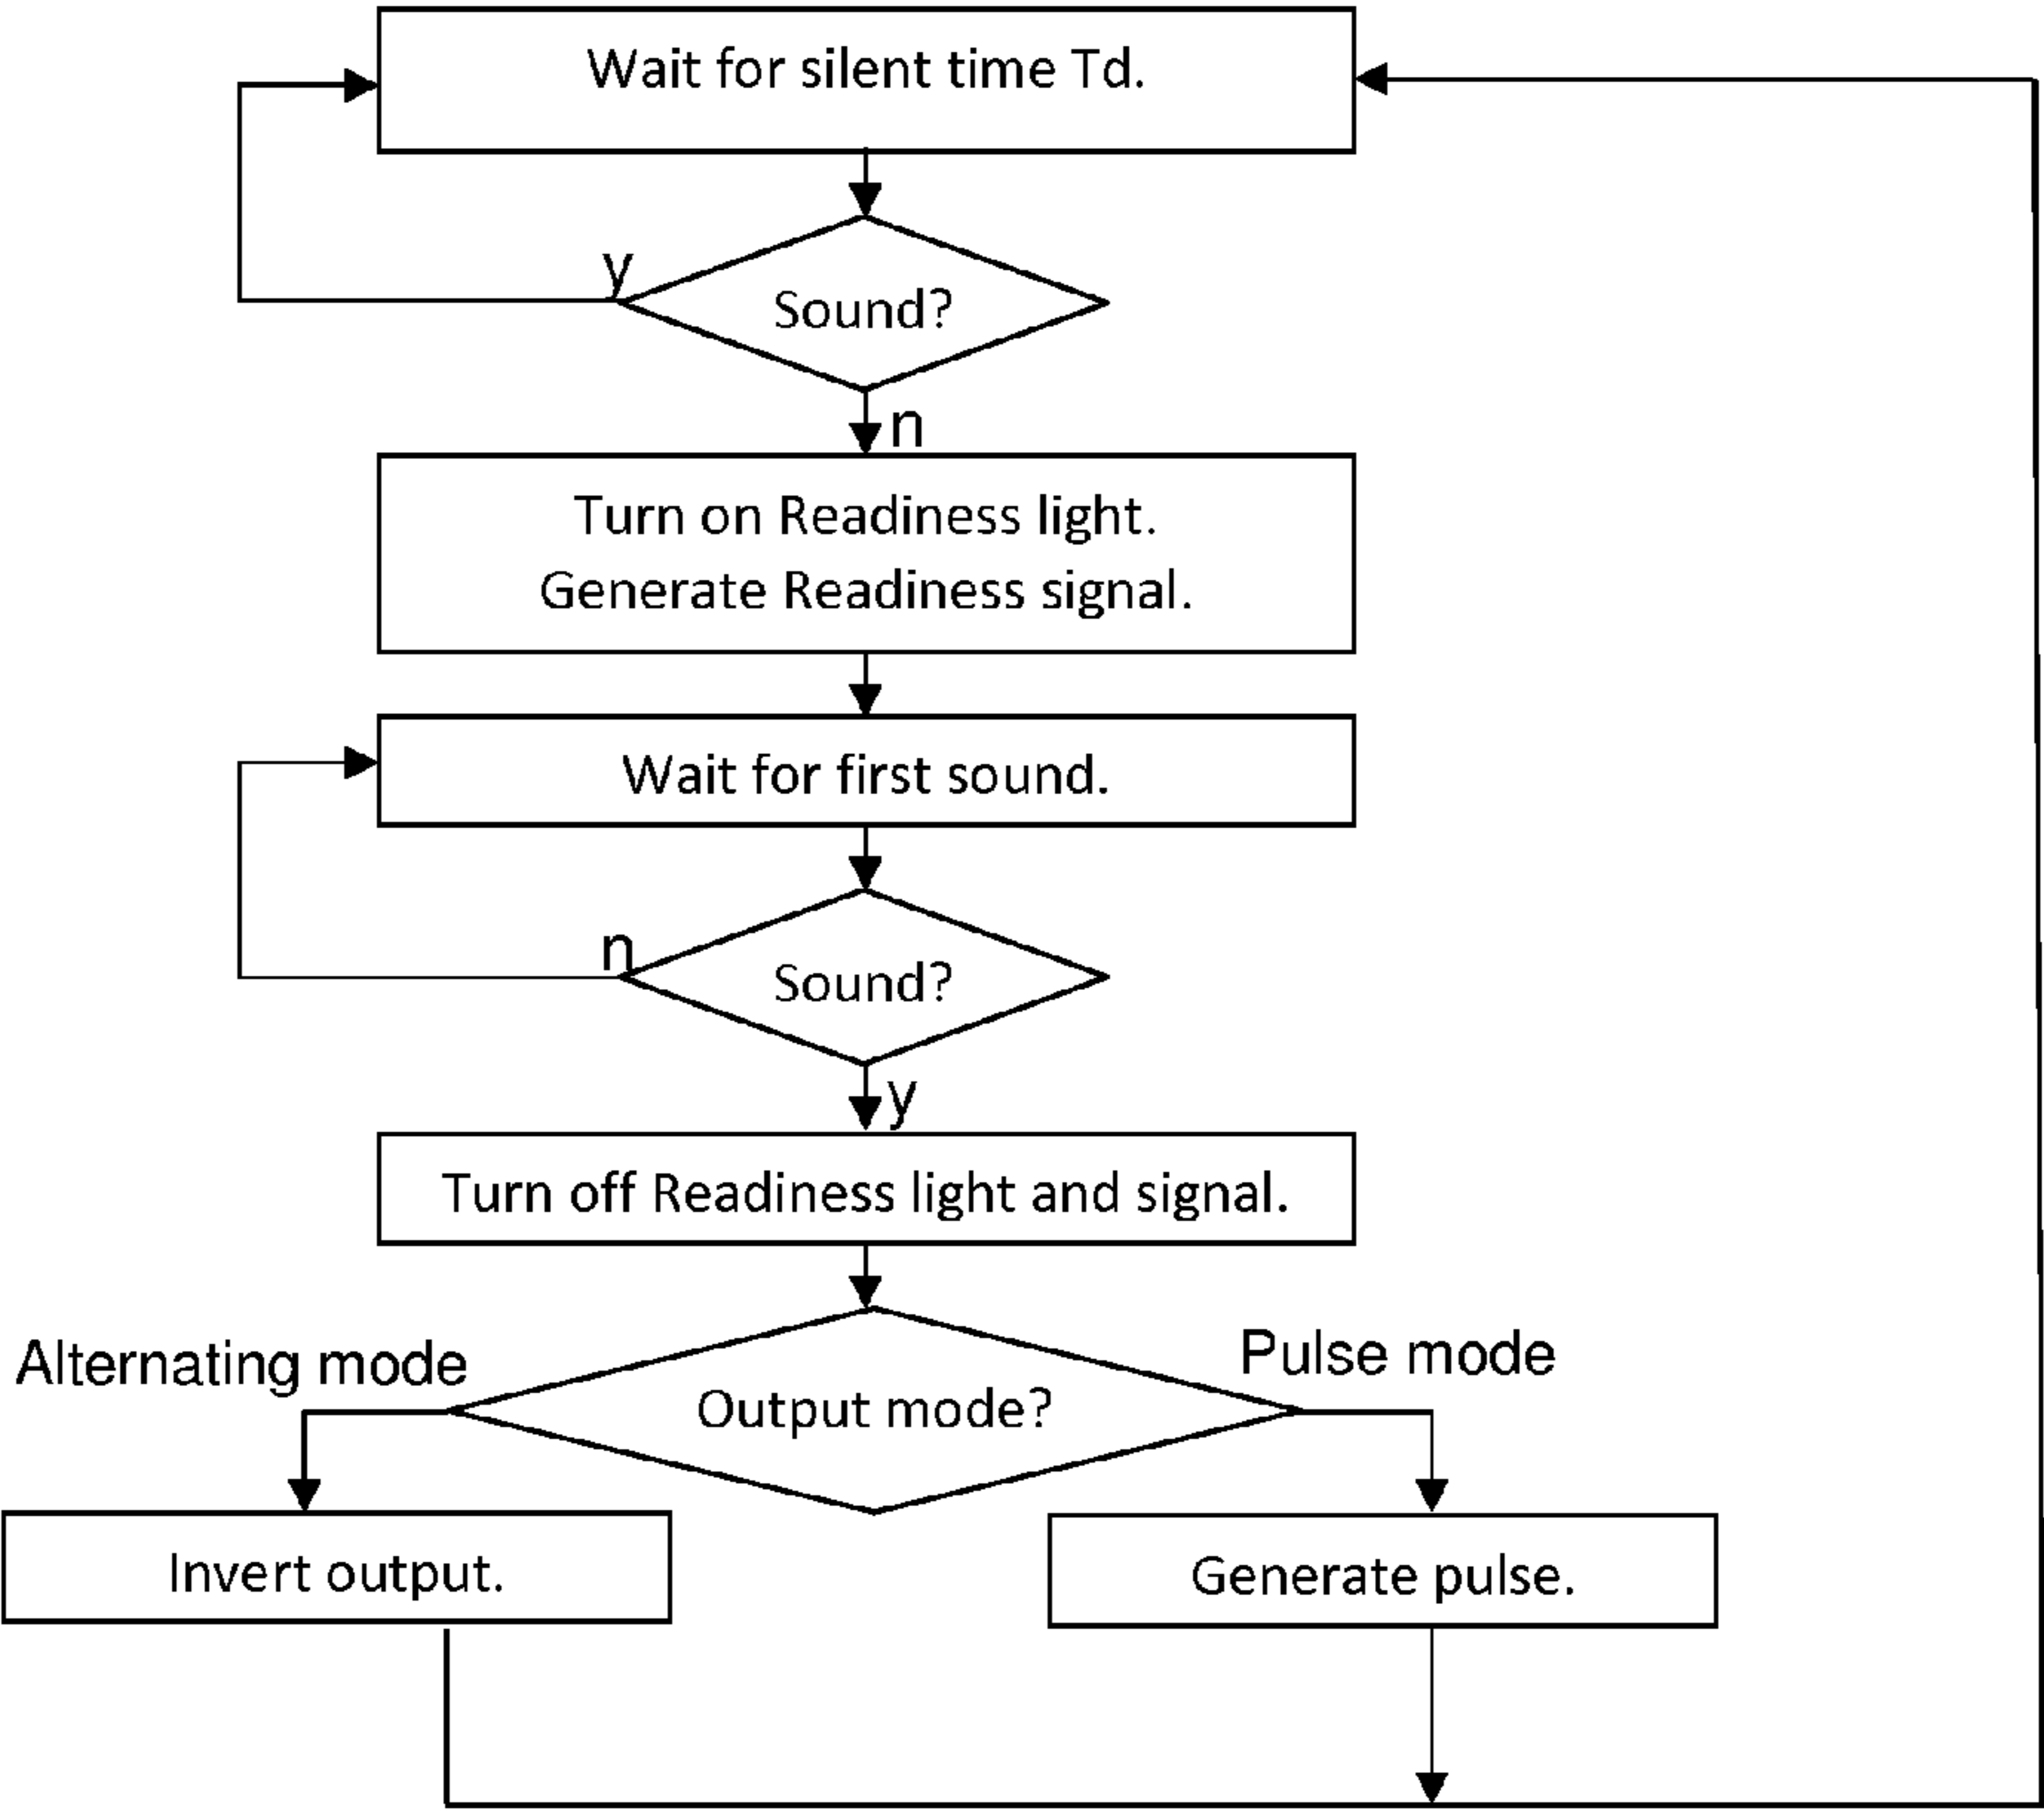 Wait for silent time Td.
y
Sound?
n
Turn on Readiness light.
Generate Readiness signal.
Wait for first sound.
n
Sound?
y
Turn off Readiness light and signal.
Alternating mode
Pulse mode
Output mode?
Invert output.
Generate pulse.